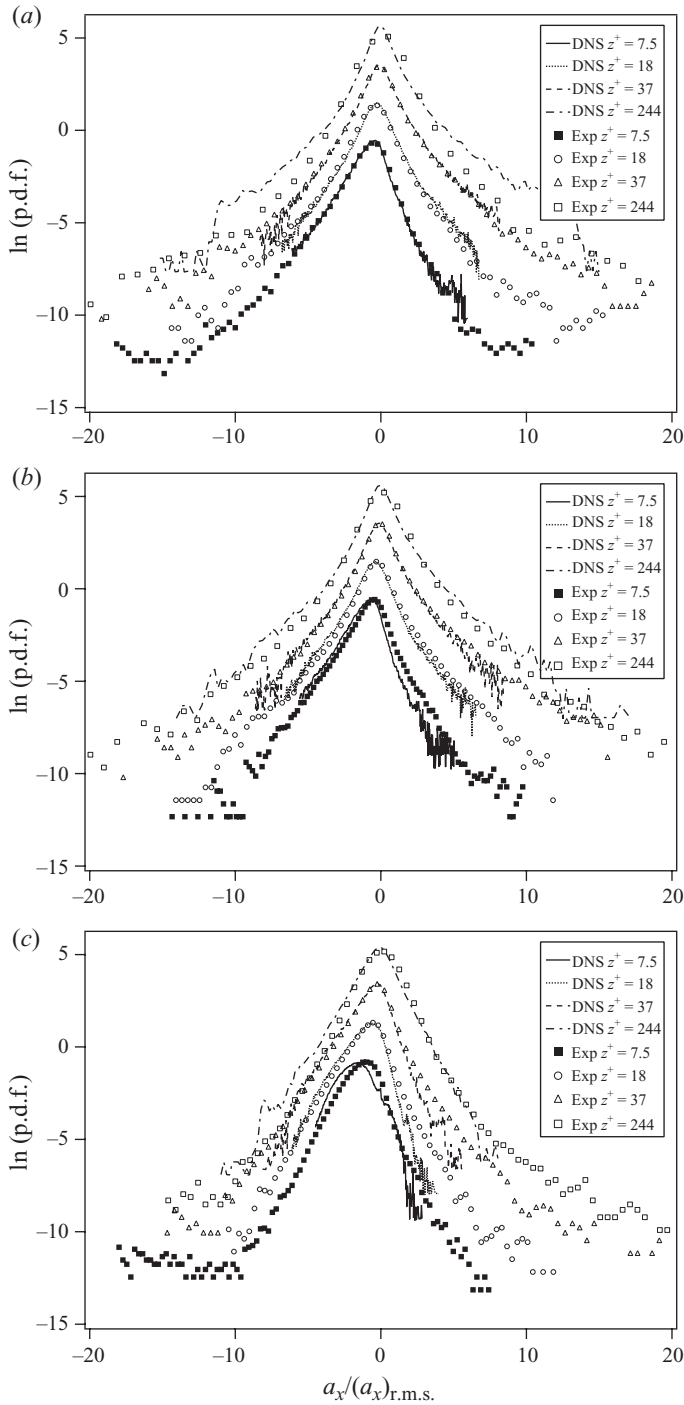 (a)
5
0
−5
−10
−15
ln (p.d.f.)
−20
−10
0
10
20
DNS z⁺ = 7.5
DNS z⁺ = 18
DNS z⁺ = 37
DNS z⁺ = 244
Exp z⁺ = 7.5
Exp z⁺ = 18
Exp z⁺ = 37
Exp z⁺ = 244
(b)
5
0
−5
−10
−15
ln (p.d.f.)
−20
−10
0
10
20
DNS z⁺ = 7.5
DNS z⁺ = 18
DNS z⁺ = 37
DNS z⁺ = 244
Exp z⁺ = 7.5
Exp z⁺ = 18
Exp z⁺ = 37
Exp z⁺ = 244
(c)
5
0
−5
−10
−15
ln (p.d.f.)
−20
−10
0
10
20
DNS z⁺ = 7.5
DNS z⁺ = 18
DNS z⁺ = 37
DNS z⁺ = 244
Exp z⁺ = 7.5
Exp z⁺ = 18
Exp z⁺ = 37
Exp z⁺ = 244
aₓ/(aₓ)r.m.s.